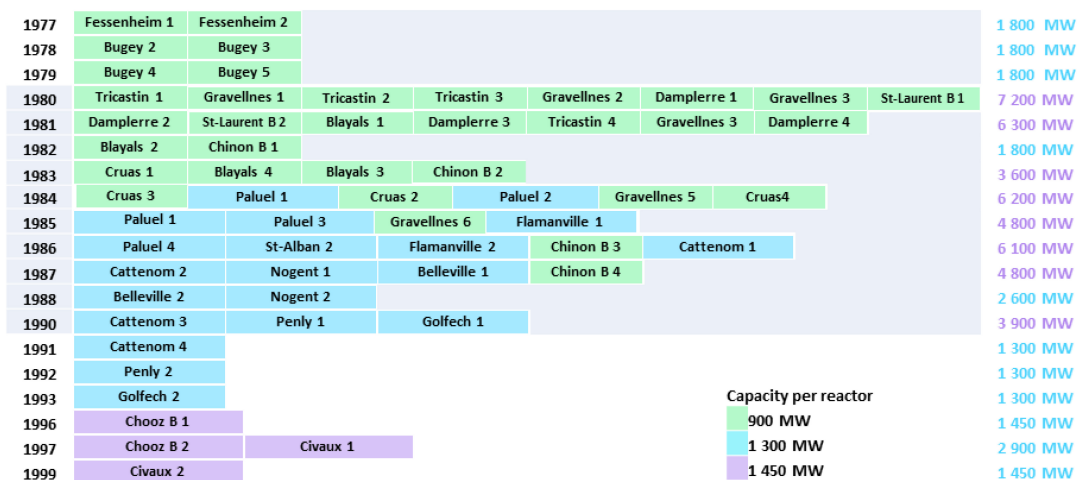 1977 Fessenheim 1 Fessenheim 2 1 800 MW
1978 Bugey 2 Bugey 3 1 800 MW
1979 Bugey 4 Bugey 5 1 800 MW
1980 Tricastin 1 Gravellnes 1 Tricastin 2 Tricastin 3 Gravellnes 2 Damplerre 1 Gravellnes 3 St-Laurent B 1 7 200 MW
1981 Damplerre 2 St-Laurent B 2 Blayals 1 Damplerre 3 Tricastin 4 Gravellnes 3 Damplerre 4 6 300 MW
1982 Blayals 2 Chinon B 1 1 800 MW
1983 Cruas 1 Blayals 4 Blayals 3 Chinon B 2 3 600 MW
1984 Cruas 3 Paluel 1 Cruas 2 Paluel 2 Gravellnes 5 Cruas4 6 200 MW
1985 Paluel 1 Paluel 3 Gravellnes 6 Flamanville 1 4 800 MW
1986 Paluel 4 St-Alban 2 Flamanville 2 Chinon B 3 Cattenom 1 6 100 MW
1987 Cattenom 2 Nogent 1 Belleville 1 Chinon B 4 4 800 MW
1988 Belleville 2 Nogent 2 2 600 MW
1990 Cattenom 3 Penly 1 Golfech 1 3 900 MW
1991 Cattenom 4 1 300 MW
1992 Penly 2 1 300 MW
1993 Golfech 2 1 300 MW
1996 Chooz B 1 1 450 MW
1997 Chooz B 2 Civaux 1 2 900 MW
1999 Civaux 2 1 450 MW
Capacity per reactor
900 MW
1 300 MW
1 450 MW